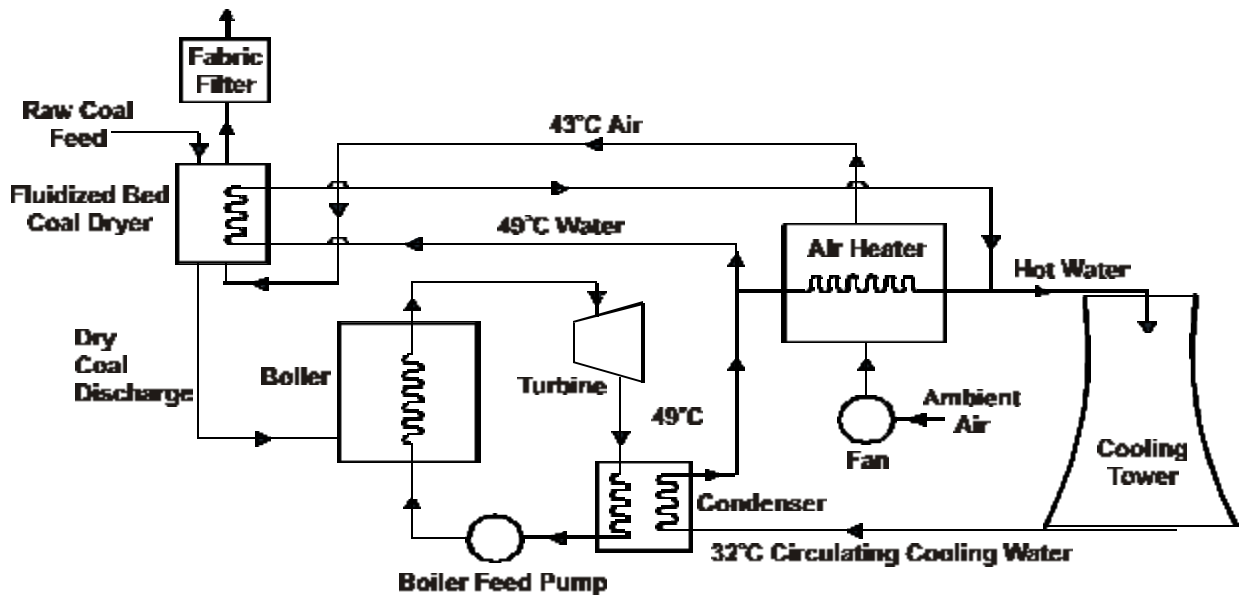 Fabric
Filter
Raw Coal
Feed
43°C Air
Fluidized Bed
Coal Dryer
49°C Water
Air Heater
Hot Water
Dry
Coal
Discharge
Boiler
Turbine
49°C
Ambient
Air
Fan
Cooling
Tower
Condenser
32°C Circulating Cooling Water
Boiler Feed Pump